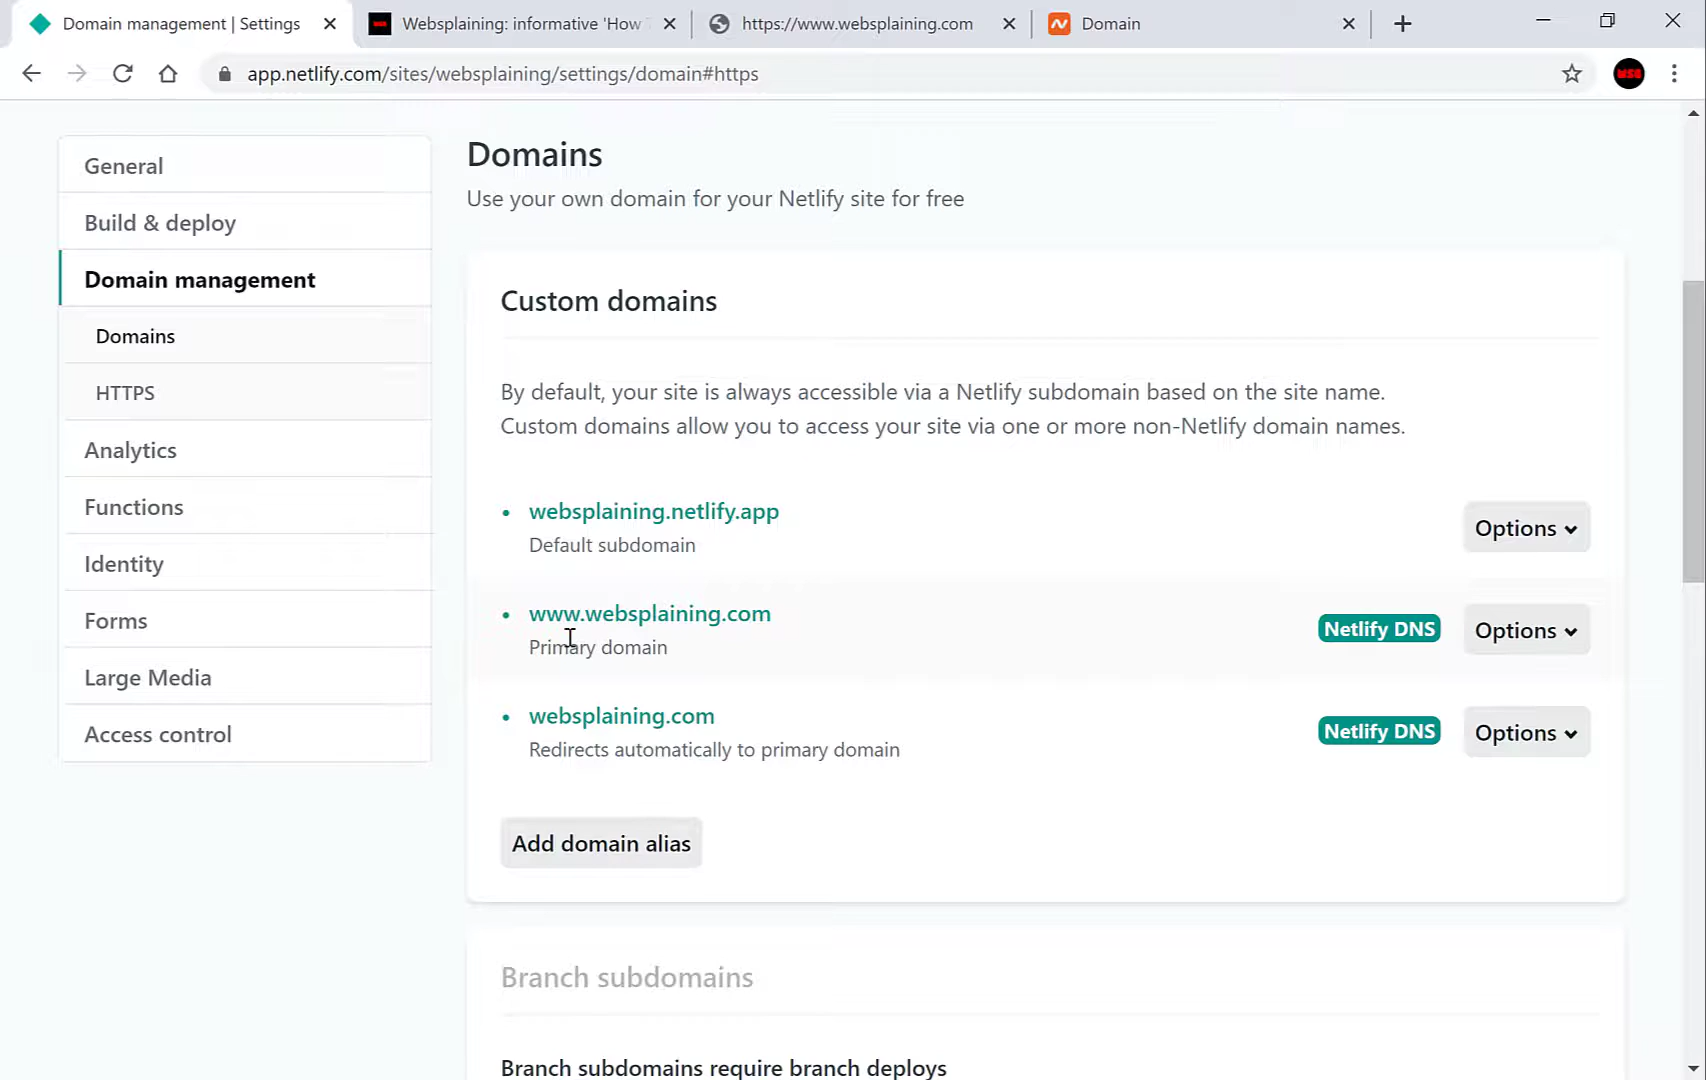 Domain management | Settings
Websplaining: informative 'How
https://www.websplaining.com
Domain
app.netlify.com/sites/websplaining/settings/domain#https
General
Build & deploy
Domain management
Domains
HTTPS
Analytics
Functions
Identity
Forms
Large Media
Access control
Domains
Use your own domain for your Netlify site for free
Custom domains
By default, your site is always accessible via a Netlify subdomain based on the site name.
Custom domains allow you to access your site via one or more non-Netlify domain names.
websplaining.netlify.app
Default subdomain
Options
www.websplaining.com
Primary domain
Netlify DNS
Options
websplaining.com
Redirects automatically to primary domain
Netlify DNS
Options
Add domain alias
Branch subdomains
Branch subdomains require branch deploys